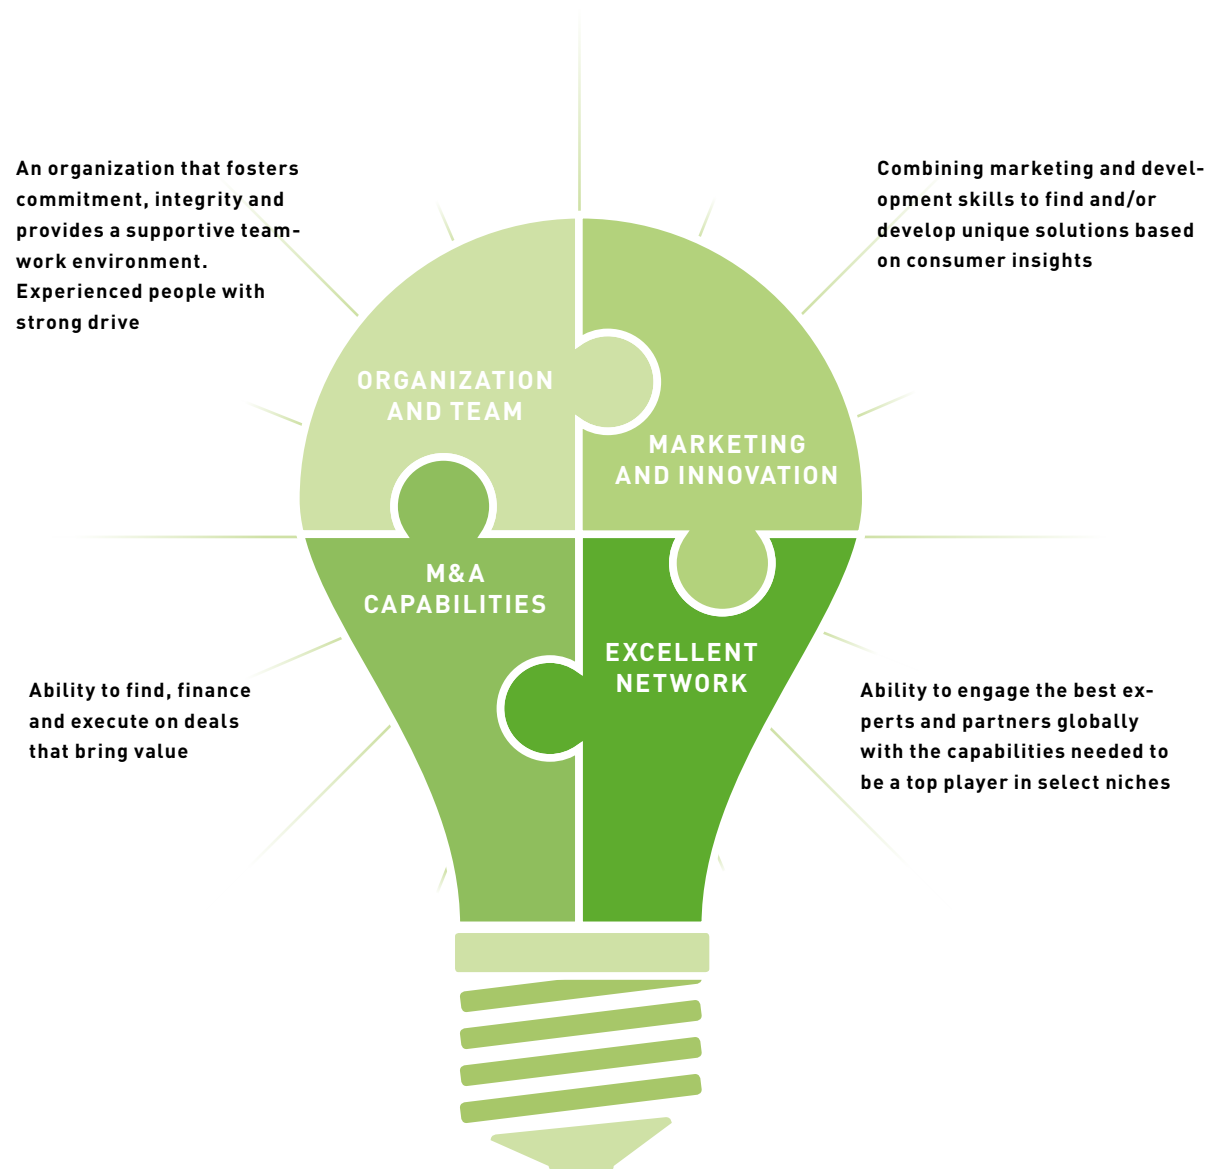 An organization that fosters
commitment, integrity and
provides a supportive team-
work environment.
Experienced people with
strong drive
Combining marketing and devel-
opment skills to find and/or
develop unique solutions based
on consumer insights
ORGANIZATION
AND TEAM
MARKETING
AND INNOVATION
M&A
CAPABILITIES
EXCELLENT
NETWORK
Ability to find, finance
and execute on deals
that bring value
Ability to engage the best ex-
perts and partners globally
with the capabilities needed to
be a top player in select niches